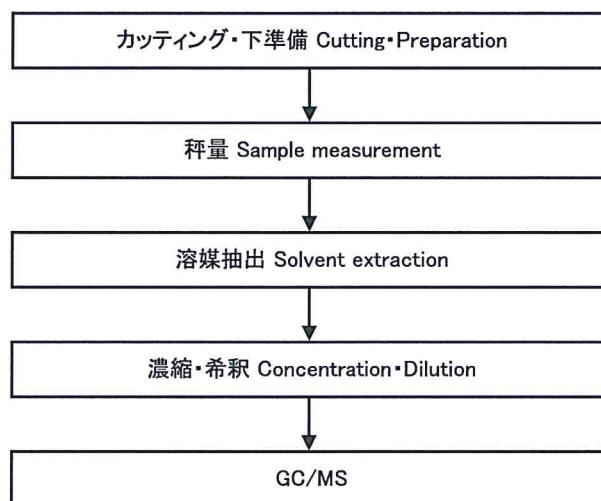 カッティング・下準備 Cutting・Preparation
秤量 Sample measurement
溶媒抽出 Solvent extraction
濃縮・希釈 Concentration・Dilution
GC/MS